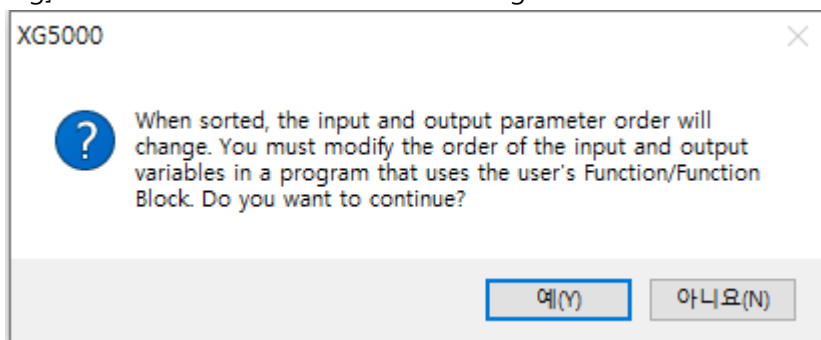 XG5000
When sorted, the input and output parameter order will
change. You must modify the order of the input and output
variables in a program that uses the user's Function/Function
Block. Do you want to continue?
예(Y) 아니요(N)